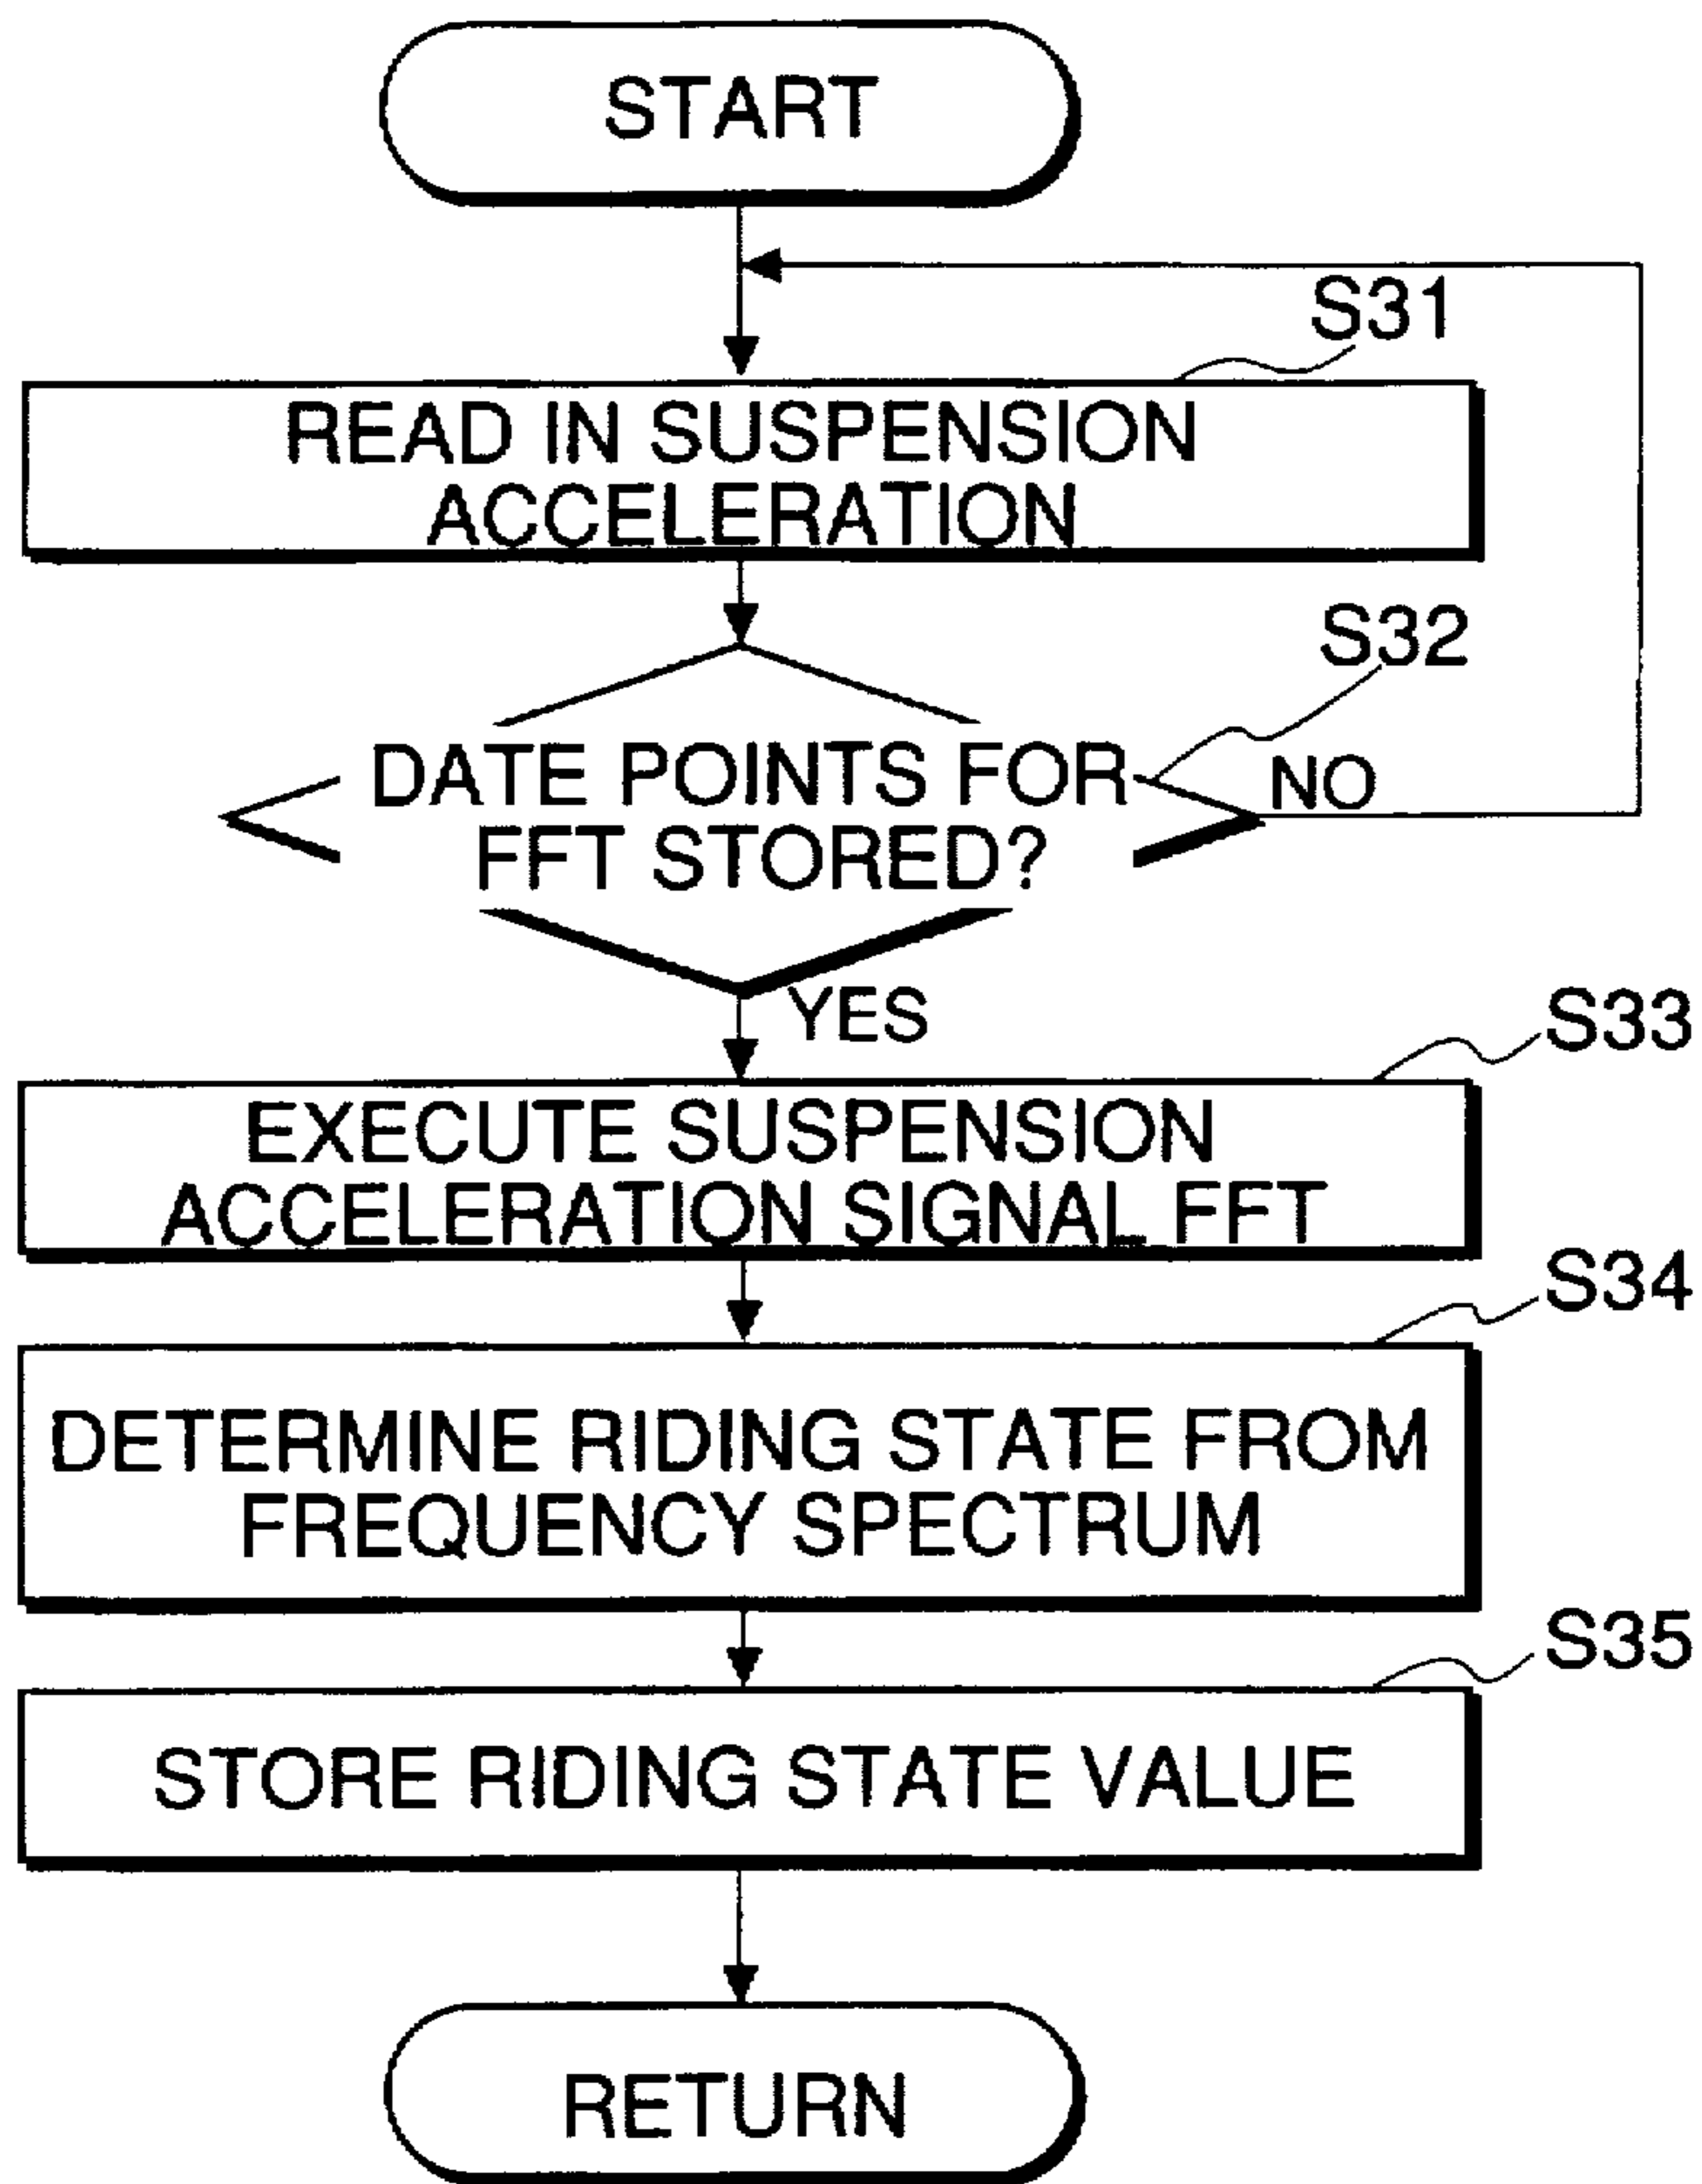 START
S31
READ IN SUSPENSION
ACCELERATION
S32
DATE POINTS FOR
FFT STORED?
NO
YES
S33
EXECUTE SUSPENSION
ACCELERATION SIGNAL FFT
S34
DETERMINE RIDING STATE FROM
FREQUENCY SPECTRUM
S35
STORE RIDING STATE VALUE
RETURN